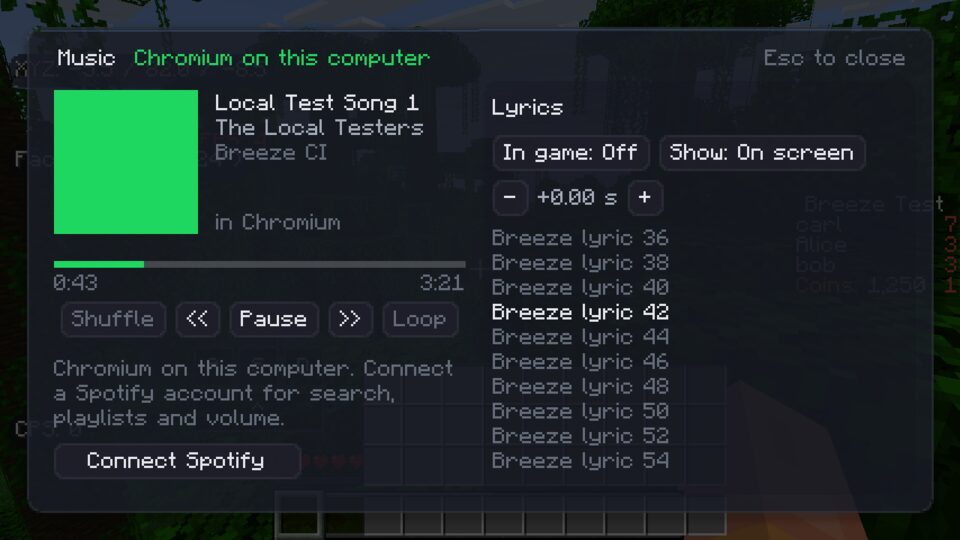 Music Chromium on this computer
Esc to close
Local Test Song 1
The Local Testers
Breeze CI
in Chromium
0:43
3:21
Shuffle
<<
Pause
>>
Loop
Chromium on this computer. Connect
a Spotify account for search,
playlists and volume.
Connect Spotify
Lyrics
In game: Off
Show: On screen
-
+0.00 s
+
Breeze lyric 36
Breeze lyric 38
Breeze lyric 40
Breeze lyric 42
Breeze lyric 44
Breeze lyric 46
Breeze lyric 48
Breeze lyric 50
Breeze lyric 52
Breeze lyric 54
Breeze Test
carl 7
Alice 3
bob 3
Coins: 1,250 1